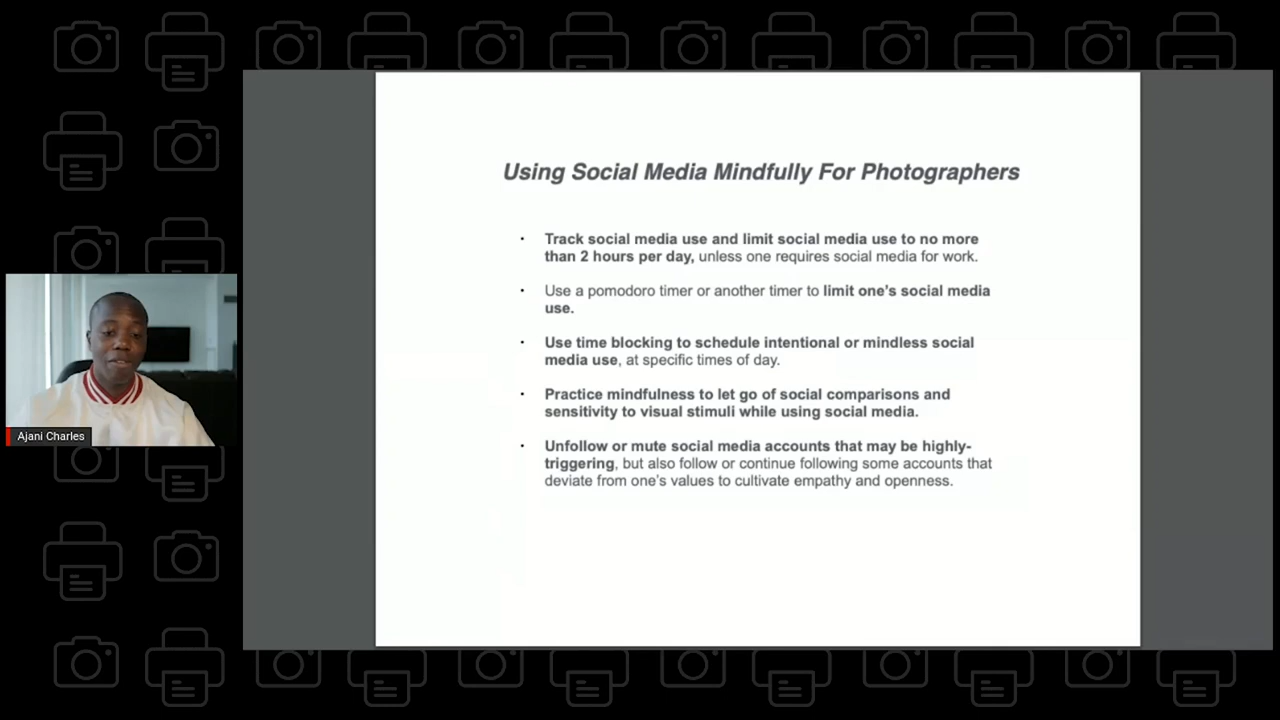 Using Social Media Mindfully For Photographers
· Track social media use and limit social media use to no more
than 2 hours per day, unless one requires social media for work.
· Use a pomodoro timer or another timer to limit one's social media
use.
· Use time blocking to schedule intentional or mindless social
media use, at specific times of day.
· Practice mindfulness to let go of social comparisons and
sensitivity to visual stimuli while using social media.
· Unfollow or mute social media accounts that may be highly-
triggering, but also follow or continue following some accounts that
deviate from one's values to cultivate empathy and openness.
Ajani Charles